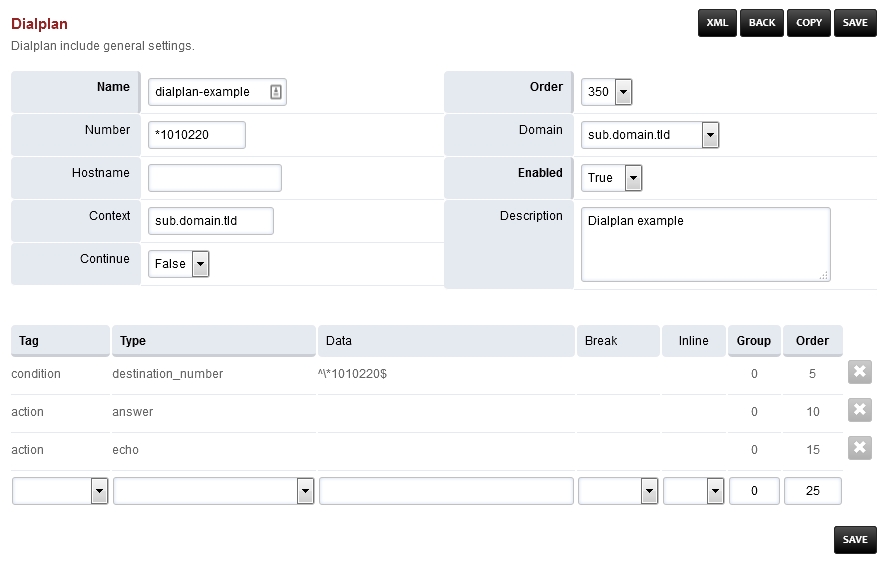 Dialplan
XML BACK COPY SAVE
Dialplan include general settings.
Name dialplan-example
Number *1010220
Hostname
Context sub.domain.tld
Continue False
Order 350
Domain sub.domain.tld
Enabled True
Description Dialplan example
Tag Type Data Break Inline Group Order
condition destination_number ^\*1010220$ 0 5
action answer 0 10
action echo 0 15
0 25
SAVE